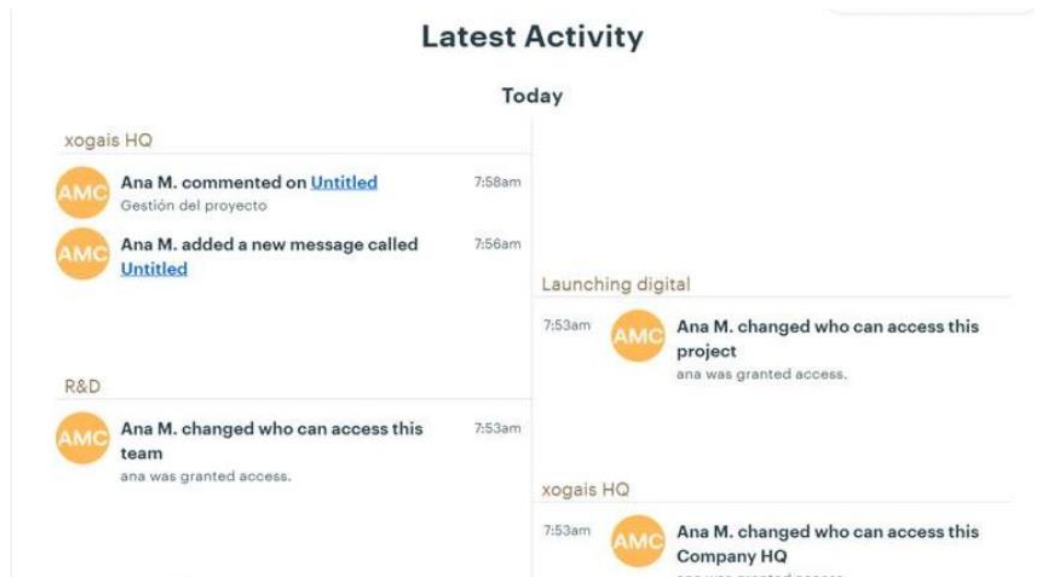 Latest Activity
Today
xogais HQ
AMC
Ana M. commented on Untitled
7:58am
Gestión del proyecto
AMC
Ana M. added a new message called
7:56am
Untitled
Launching digital
7:53am
AMC
Ana M. changed who can access this
project
ana was granted access.
R&D
AMC
Ana M. changed who can access this
7:53am
team
ana was granted access.
xogais HQ
7:53am
AMC
Ana M. changed who can access this
Company HQ